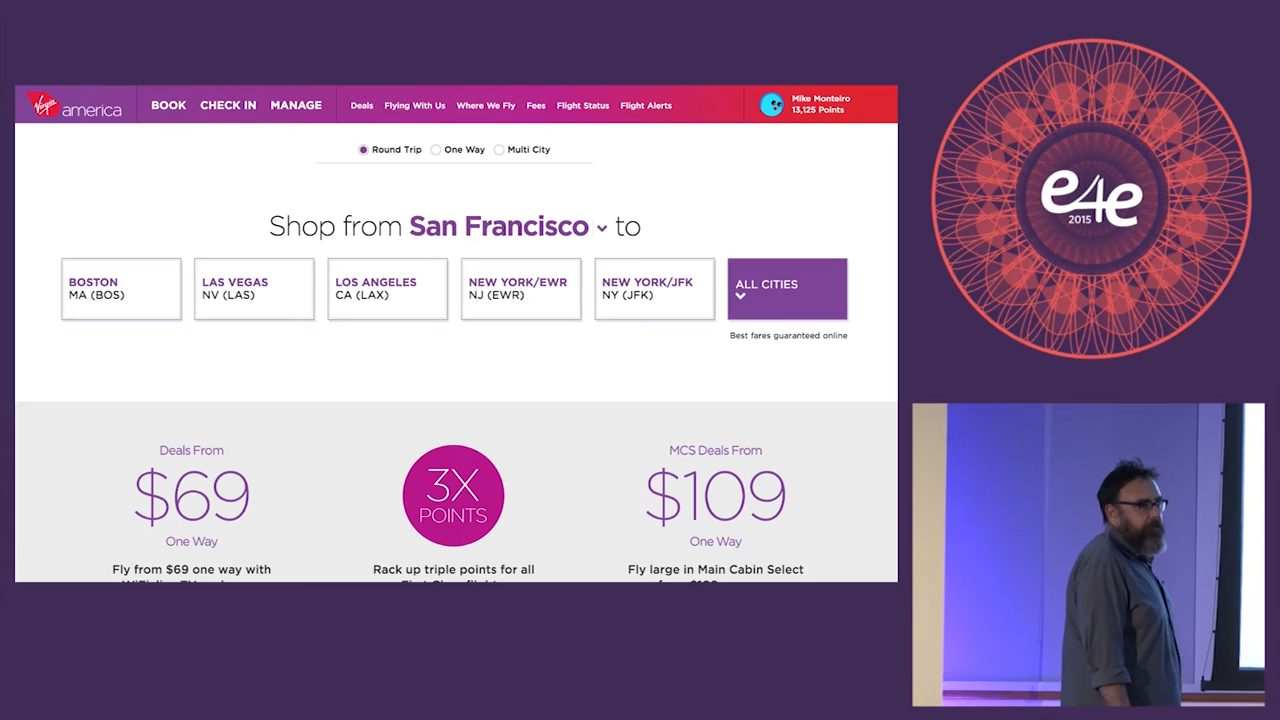 Virgin america
BOOK CHECK IN MANAGE
Deals Flying With Us Where We Fly Fees Flight Status Flight Alerts
Mike Monteiro
13,125 Points
Round Trip One Way Multi City
Shop from San Francisco to
BOSTON
MA (BOS)
LAS VEGAS
NV (LAS)
LOS ANGELES
CA (LAX)
NEW YORK/EWR
NJ (EWR)
NEW YORK/JFK
NY (JFK)
ALL CITIES
Best fares guaranteed online
Deals From
$69
One Way
Fly from $69 one way with
3X
POINTS
Rack up triple points for all
MCS Deals From
$109
One Way
Fly large in Main Cabin Select
e4e
2015